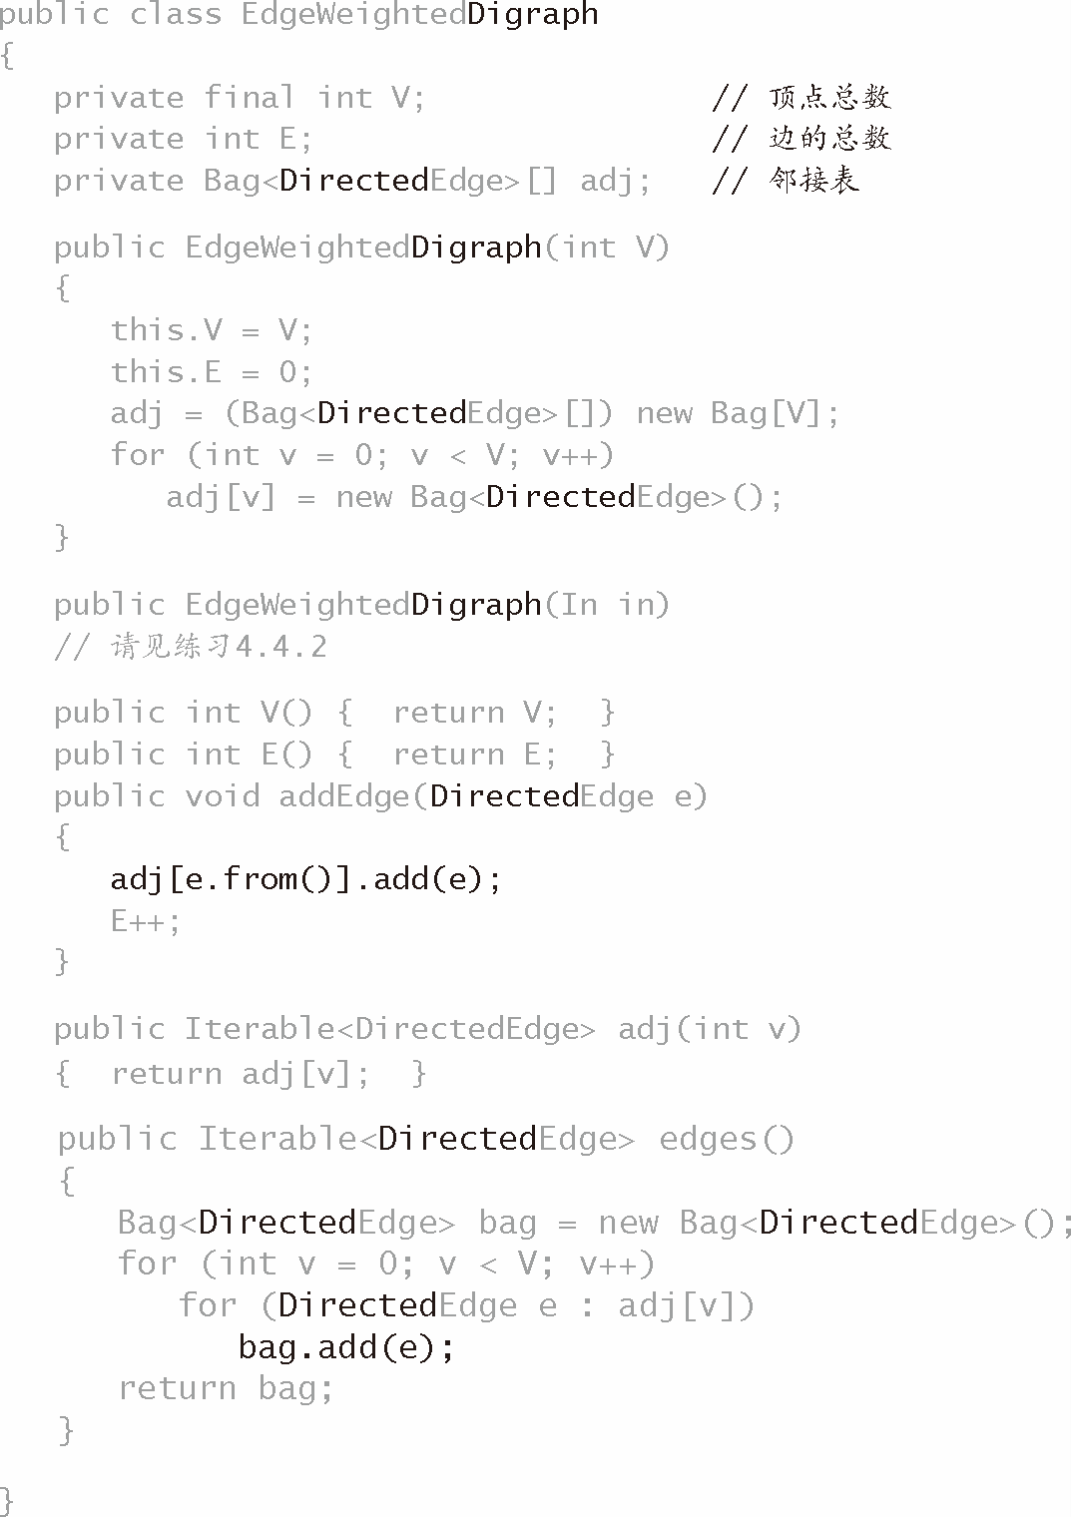 public class EdgeWeightedDigraph
{
   private final int V;               // 顶点总数
   private int E;                     // 边的总数
   private Bag<DirectedEdge>[] adj;   // 邻接表
   public EdgeWeightedDigraph(int V)
   {
      this.V = V;
      this.E = 0;
      adj = (Bag<DirectedEdge>[]) new Bag[V];
      for (int v = 0; v < V; v++)
         adj[v] = new Bag<DirectedEdge>();
   }
   public EdgeWeightedDigraph(In in)
   // 请见练习4.4.2
   public int V() {  return V;  }
   public int E() {  return E;  }
   public void addEdge(DirectedEdge e)
   {
      adj[e.from()].add(e);
      E++;
   }
   public Iterable<DirectedEdge> adj(int v)
   {  return adj[v];  }
   public Iterable<DirectedEdge> edges()
   {
      Bag<DirectedEdge> bag = new Bag<DirectedEdge>();
      for (int v = 0; v < V; v++)
         for (DirectedEdge e : adj[v])
            bag.add(e);
      return bag;
   }
}